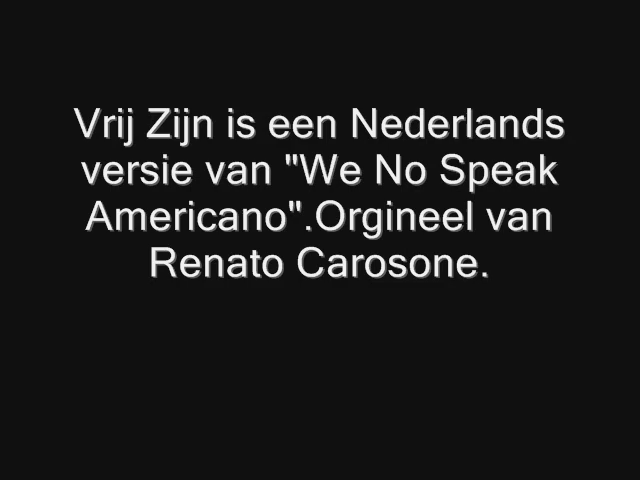 Vrij Zijn is een Nederlands
versie van "We No Speak
Americano".Orgineel van
Renato Carosone.